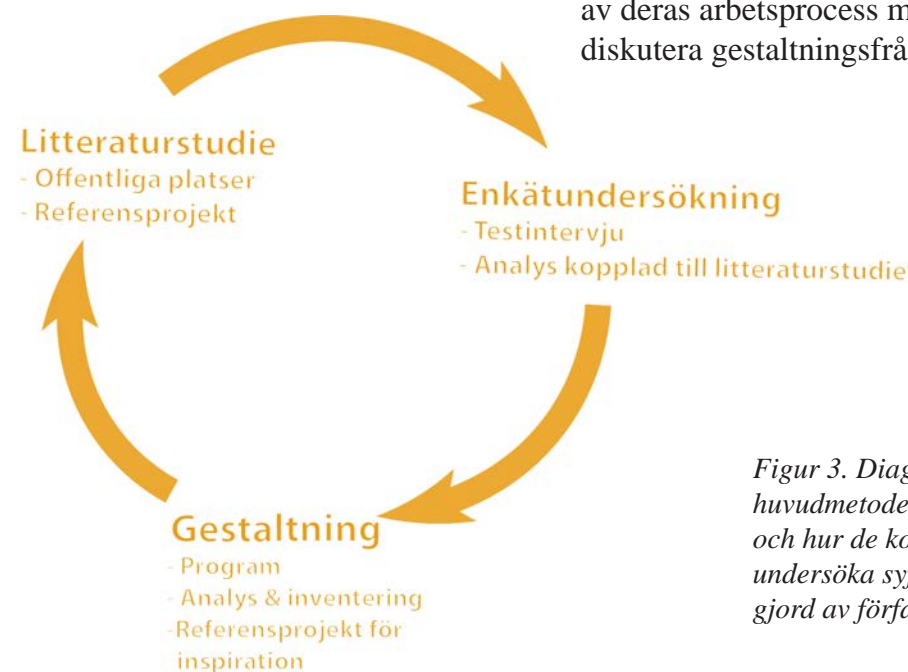 av deras arbetsprocess m
diskutera gestaltningsfrå
Litteraturstudie
- Offentliga platser
- Referensprojekt
Enkätundersökning
- Testintervju
- Analys kopplad till litteraturstudie
Gestaltning
- Program
- Analys & inventering
-Referensprojekt för
inspiration
Figur 3. Diag
huvudmetode
och hur de ko
undersöka syf
gjord av förfa